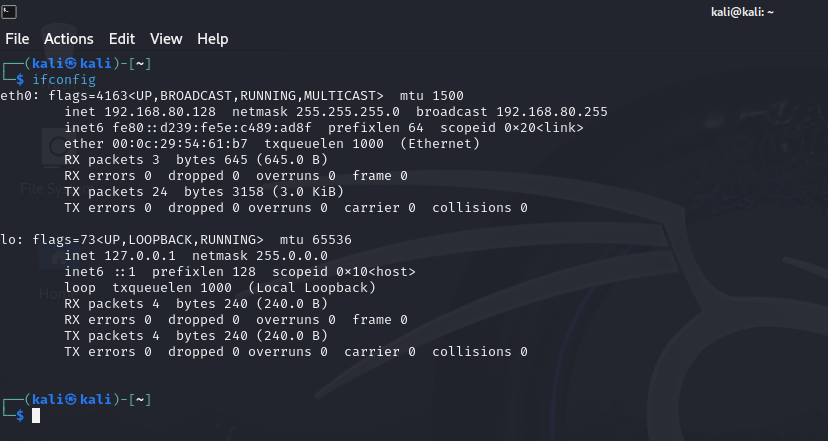 kali@kali: ~
File Actions Edit View Help
┌──(kali㉿kali)-[~]
└─$ ifconfig
eth0: flags=4163<UP,BROADCAST,RUNNING,MULTICAST>  mtu 1500
        inet 192.168.80.128  netmask 255.255.255.0  broadcast 192.168.80.255
        inet6 fe80::d239:fe5e:c489:ad8f  prefixlen 64  scopeid 0×20<link>
        ether 00:0c:29:54:61:b7  txqueuelen 1000  (Ethernet)
        RX packets 3  bytes 645 (645.0 B)
        RX errors 0  dropped 0  overruns 0  frame 0
        TX packets 24  bytes 3158 (3.0 KiB)
        TX errors 0  dropped 0 overruns 0  carrier 0  collisions 0

lo: flags=73<UP,LOOPBACK,RUNNING>  mtu 65536
        inet 127.0.0.1  netmask 255.0.0.0
        inet6 ::1  prefixlen 128  scopeid 0×10<host>
        loop  txqueuelen 1000  (Local Loopback)
        RX packets 4  bytes 240 (240.0 B)
        RX errors 0  dropped 0  overruns 0  frame 0
        TX packets 4  bytes 240 (240.0 B)
        TX errors 0  dropped 0 overruns 0  carrier 0  collisions 0

┌──(kali㉿kali)-[~]
└─$